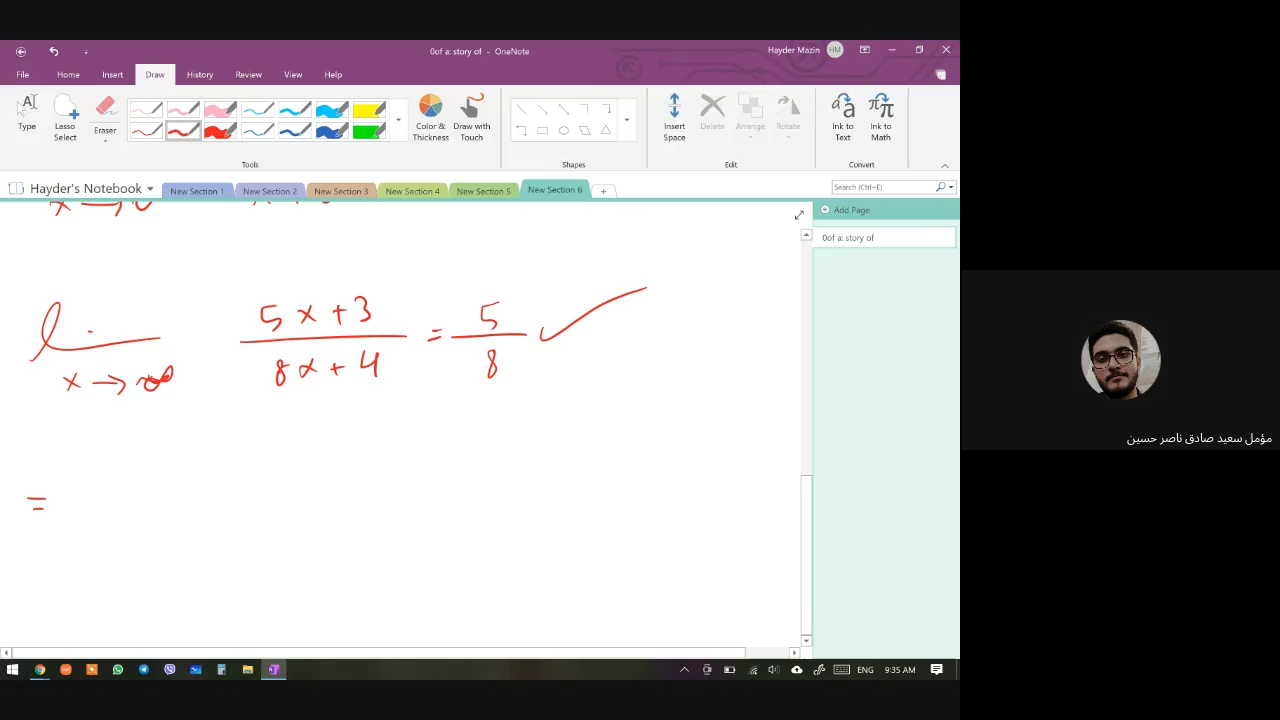 0of a: story of - OneNote
Hayder Mazin HM
File Home Insert Draw History Review View Help
Type
Lasso Select
Eraser
Color & Thickness
Draw with Touch
Insert Space
Delete
Arrange
Rotate
Ink to Text
Ink to Math
Tools Shapes Edit Convert
Hayder's Notebook New Section 1 New Section 2 New Section 3 New Section 4 New Section 5 New Section 6 +
Search (Ctrl+E)
Add Page
0of a: story of
lim x → ∞ (5x+3)/(8x+4) = 5/8 ✓
=
مؤمل سعيد صادق ناصر حسين
ENG 9:35 AM